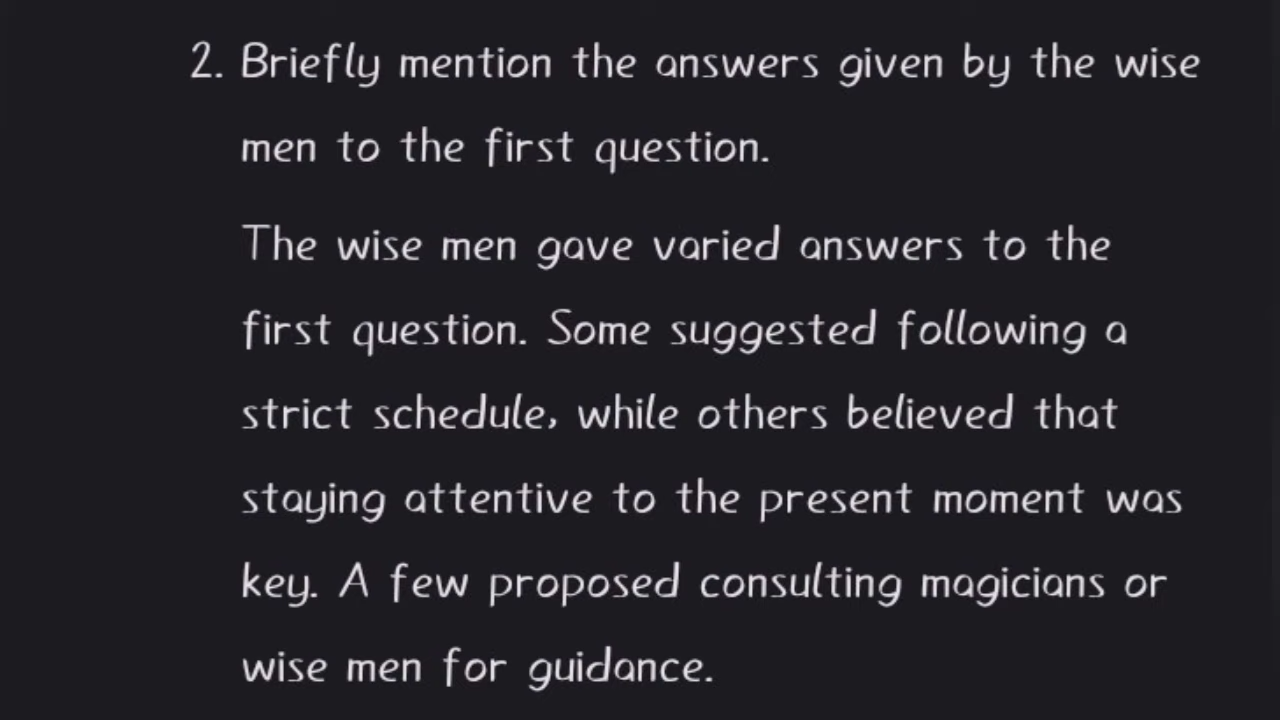 2. Briefly mention the answers given by the wise
men to the first question.
The wise men gave varied answers to the
first question. Some suggested following a
strict schedule, while others believed that
staying attentive to the present moment was
key. A few proposed consulting magicians or
wise men for guidance.